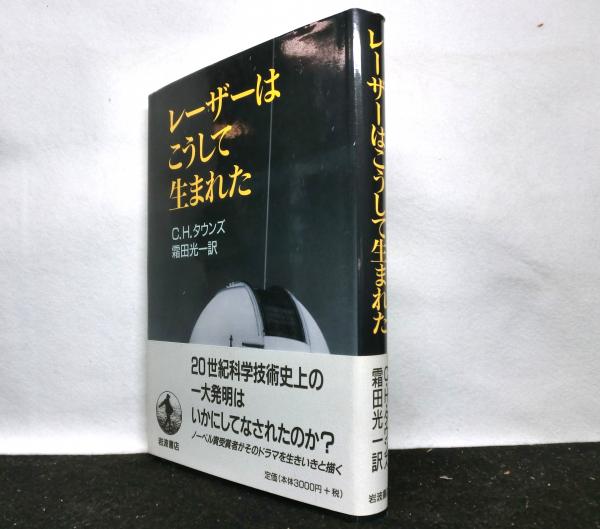 レーザーは
こうして
生まれた
C.H.タウンズ
霜田光一訳
20世紀科学技術史上の
一大発明は
いかにしてなされたのか?
ノーベル賞受賞者がそのドラマを生きいきと描く
岩波書店
定価(本体3000円+税)
レーザーはこうして生まれた
C.H.タウンズ
霜田光一訳
岩波書